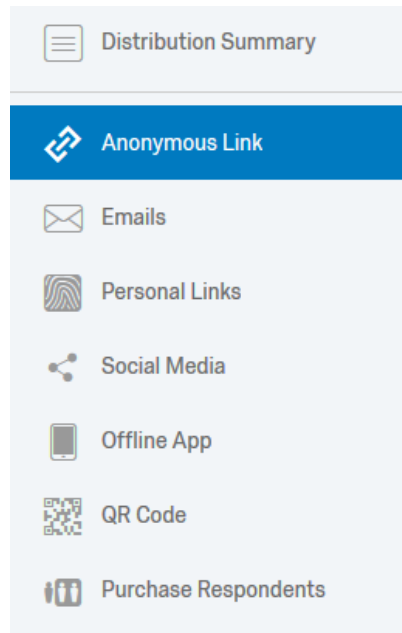 Distribution Summary
Anonymous Link
Emails
Personal Links
Social Media
Offline App
QR Code
Purchase Respondents